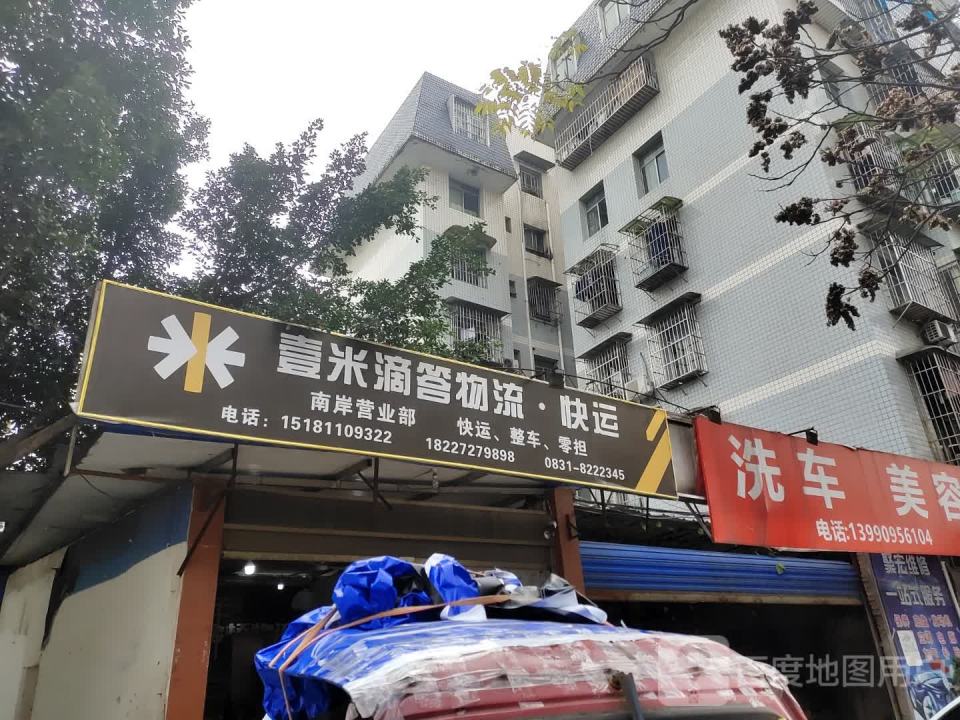 壹米滴答物流·快运
南岸营业部 快运、整车、零担
电话：15181109322 18227279898 0831-8222345
洗车 美容
电话:13990956104
一站式服务
百度地图用户